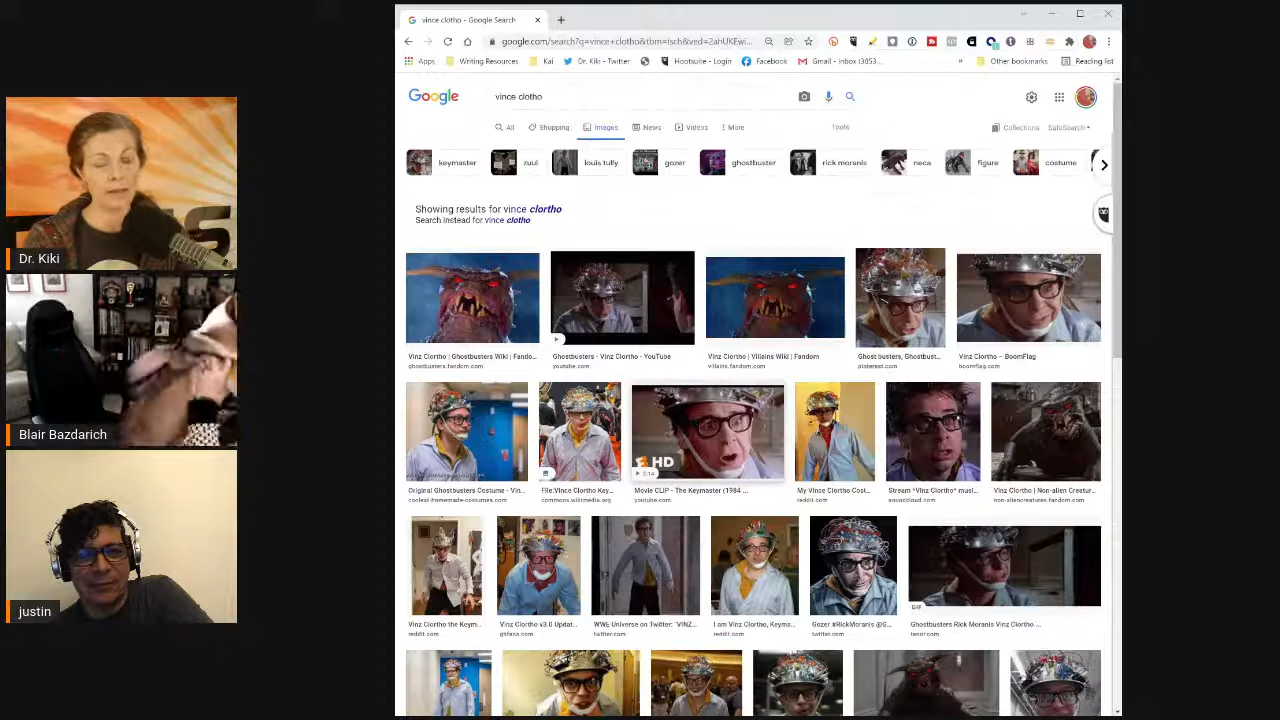 vince clotho - Google Search
google.com/search?q=vince+clotho&tbm=isch&ved=2ahUKEwi...
Apps
Writing Resources
Kai
Dr. Kiki - Twitter
Hootsuite - Login
Facebook
Gmail - Inbox (3853...
Other bookmarks
Reading list
Google
vince clotho
All
Shopping
Images
News
Videos
More
Tools
Collections
SafeSearch
keymaster
zuul
louis tully
gozer
ghostbuster
rick moranis
neca
figure
costume
Showing results for vince clortho
Search instead for vince clotho
Vinz Clortho | Ghostbusters Wiki | Fando...
ghostbusters.fandom.com
Ghostbusters - Vinz Clortho - YouTube
youtube.com
Vinz Clortho | Villains Wiki | Fandom
villains.fandom.com
Ghost busters, Ghostbust...
pinterest.com
Vinz Clortho – BoomFlag
boomflag.com
HD
2:14
Original Ghostbusters Costume - Vin...
coolest-homemade-costumes.com
File:Vince Clortho Key...
commons.wikimedia.org
Movie CLIP - The Keymaster (1984 ...
youtube.com
My Vince Clortho Cost...
reddit.com
Stream *Vinz Clortho* musi...
soundcloud.com
Vinz Clortho | Non-alien Creatur...
non-aliencreatures.fandom.com
GIF
Vinz Clortho the Keym...
reddit.com
Vinz Clortho v3.0 Updat...
gbfans.com
WWE Universe on Twitter: "VINZ...
twitter.com
I am Vinz Clortho, Keyma...
reddit.com
Gozer #RickMoranis @G...
twitter.com
Ghostbusters Rick Moranis Vinz Clortho ...
tenor.com
Dr. Kiki
Blair Bazdarich
justin